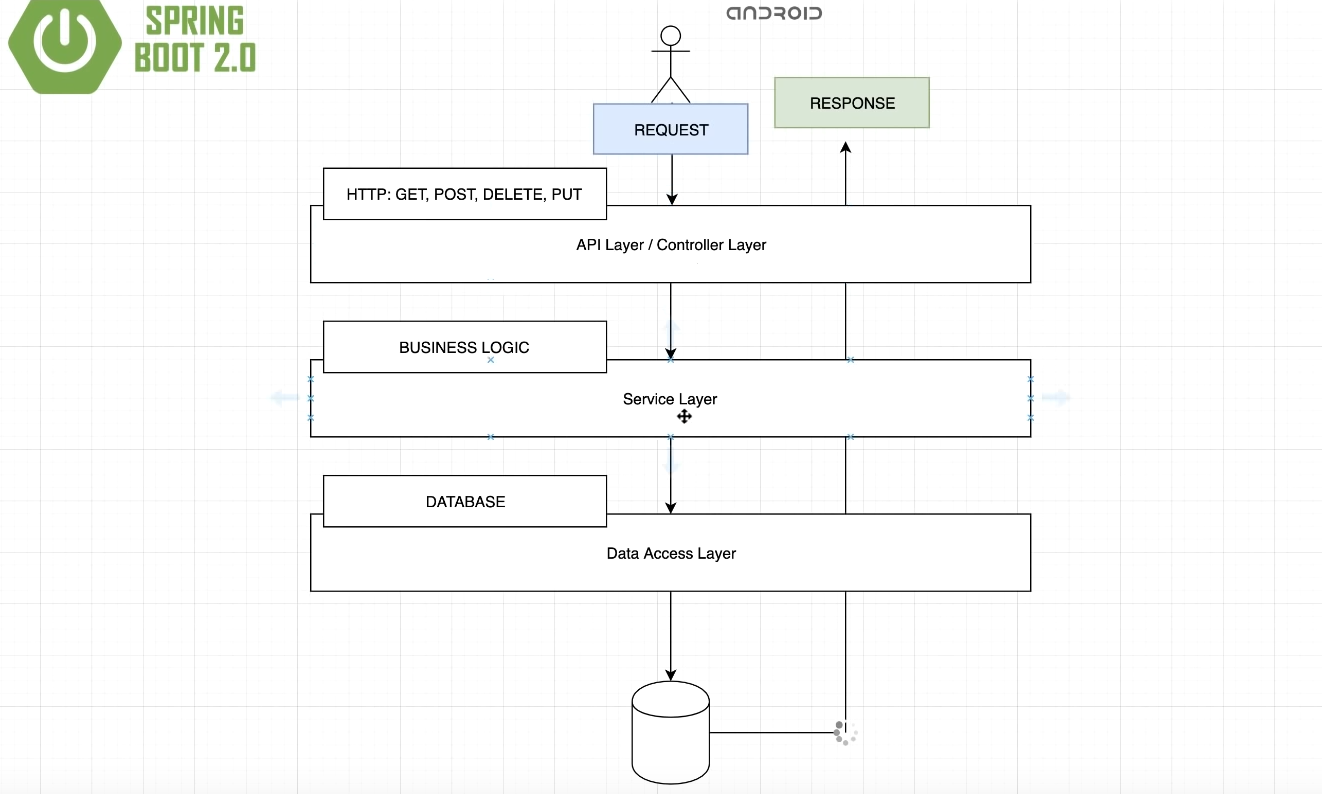 SPRING
BOOT 2.0
ANDROID
REQUEST
RESPONSE
HTTP: GET, POST, DELETE, PUT
API Layer / Controller Layer
BUSINESS LOGIC
Service Layer
DATABASE
Data Access Layer